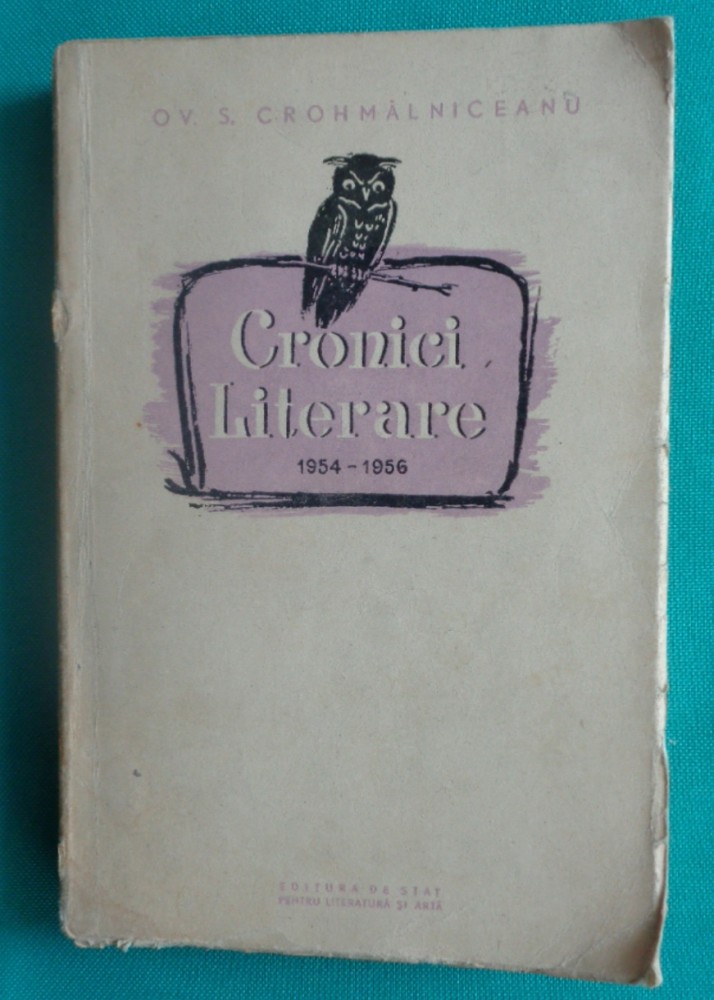 OV. S. CROHMĂLNICEANU
Cronici
Literare
1954 - 1956
EDITURA DE STAT
PENTRU LITERATURĂ ȘI ARTĂ